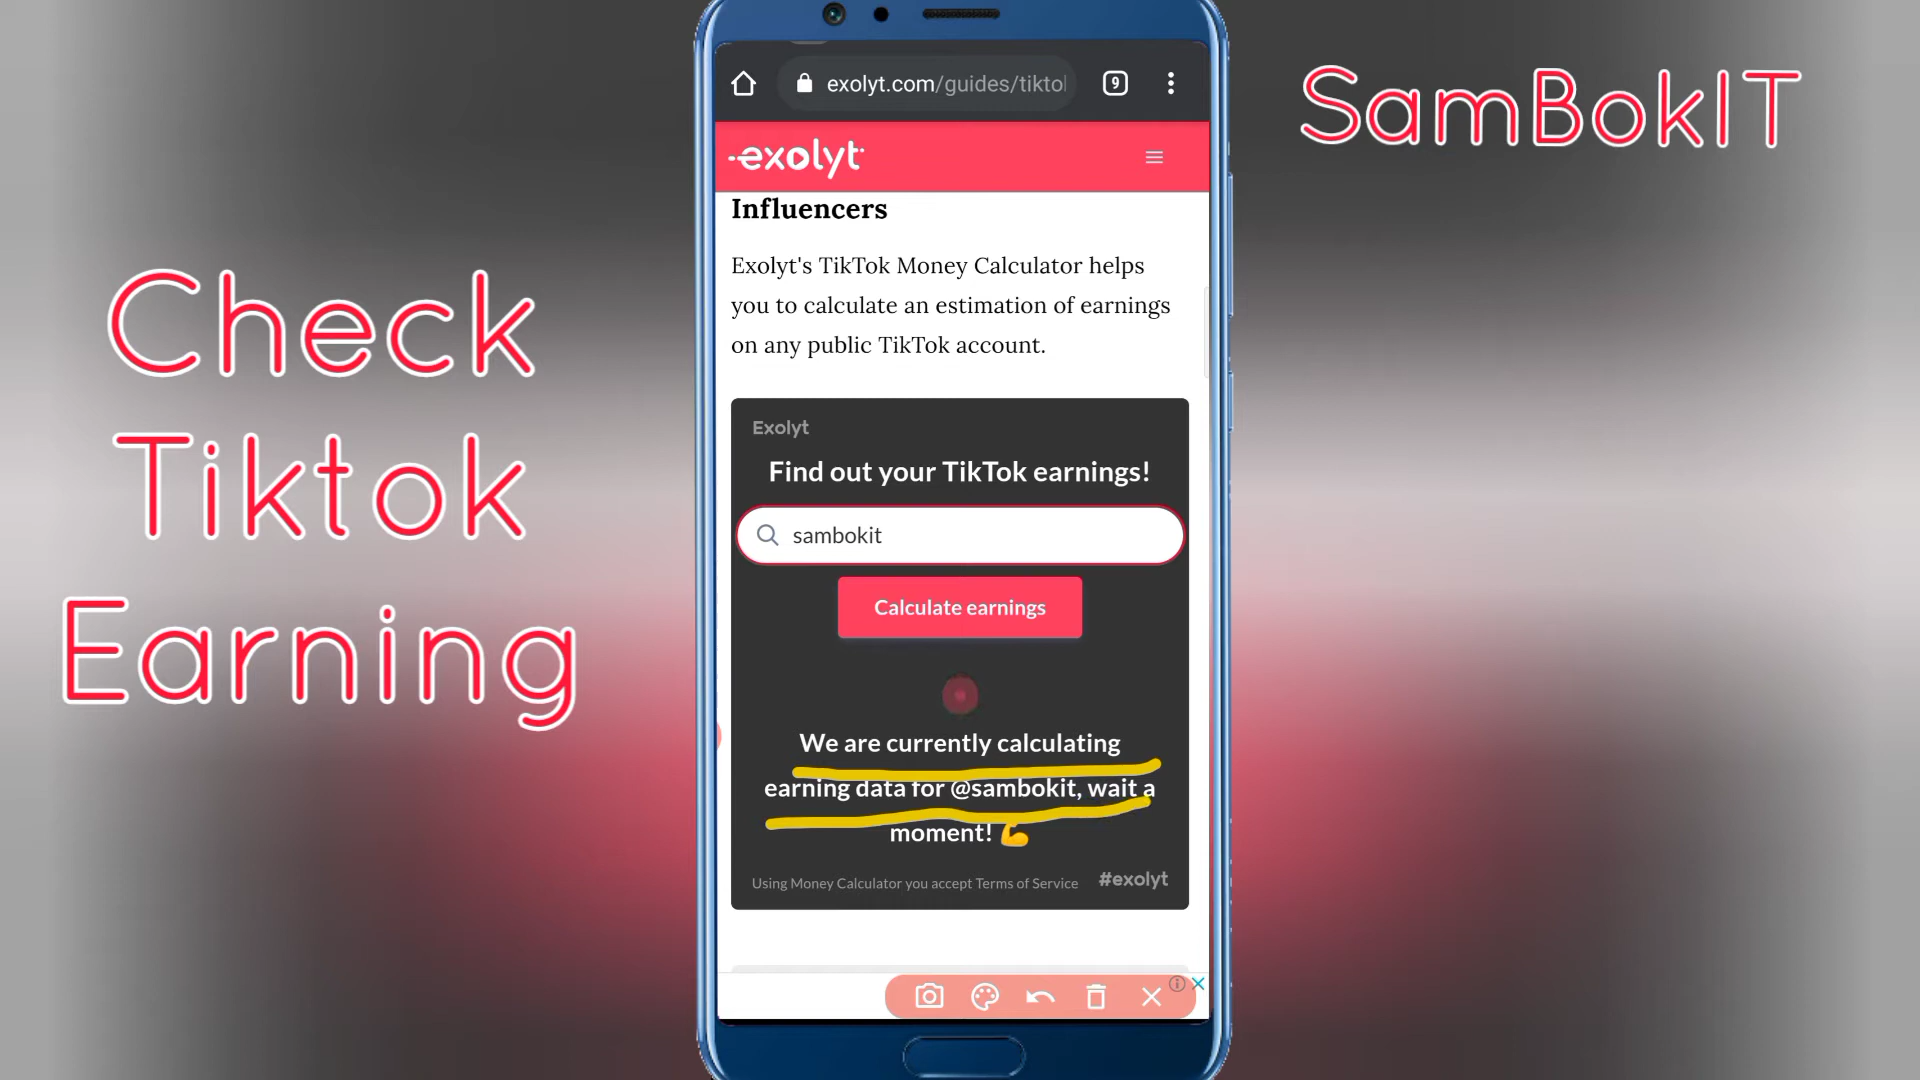 SamBokIT
Check
Tiktok
Earning
exolyt.com/guides/tiktol
9
exolyt
Influencers
Exolyt's TikTok Money Calculator helps
you to calculate an estimation of earnings
on any public TikTok account.
Exolyt
Find out your TikTok earnings!
sambokit
Calculate earnings
We are currently calculating
earning data for @sambokit, wait a
moment! 💪
Using Money Calculator you accept Terms of Service
#exolyt